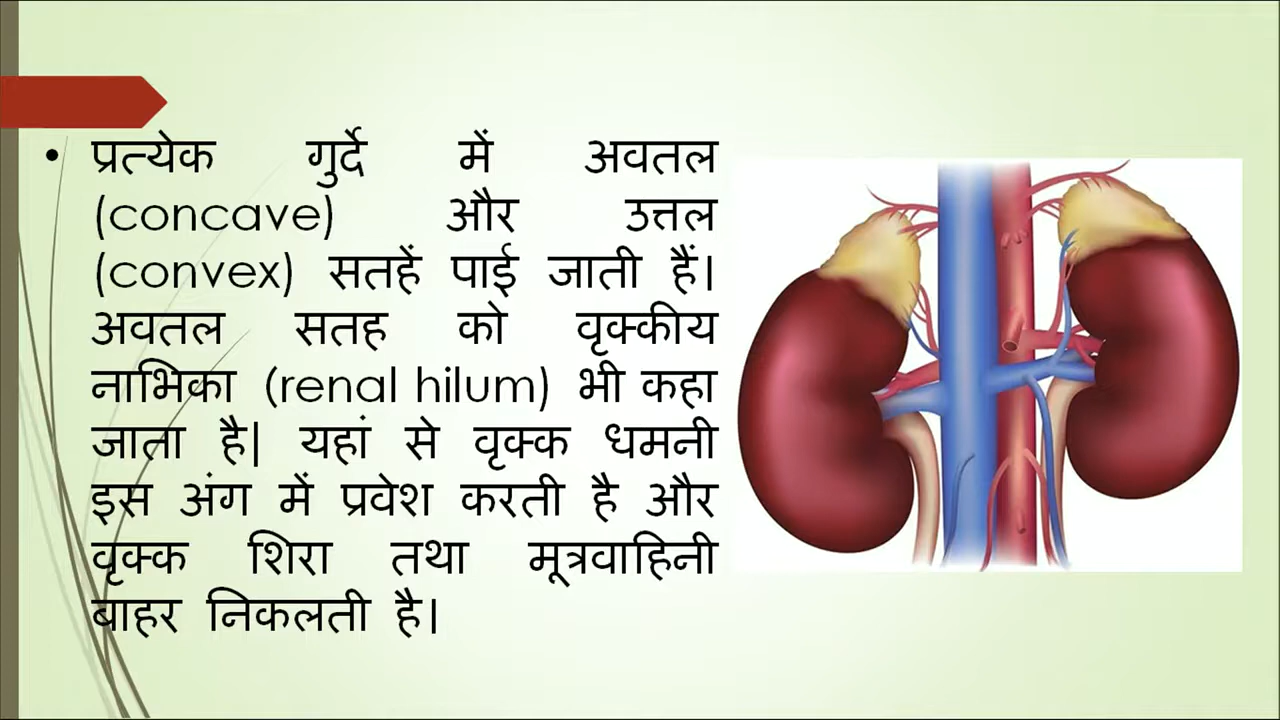 • प्रत्येक गुर्दे में अवतल
(concave) और उत्तल
(convex) सतहें पाई जाती हैं।
अवतल सतह को वृक्कीय
नाभिका (renal hilum) भी कहा
जाता है| यहां से वृक्क धमनी
इस अंग में प्रवेश करती है और
वृक्क शिरा तथा मूत्रवाहिनी
बाहर निकलती है।